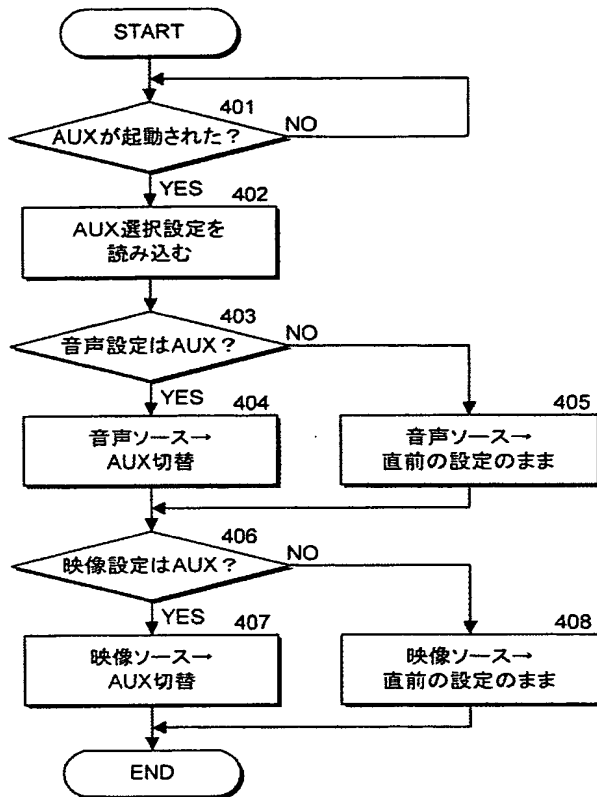 START
401
AUXが起動された？
NO
YES
402
AUX選択設定を
読み込む
403
音声設定はAUX？
NO
YES
404
音声ソース→
AUX切替
405
音声ソース→
直前の設定のまま
406
映像設定はAUX？
NO
YES
407
映像ソース→
AUX切替
408
映像ソース→
直前の設定のまま
END